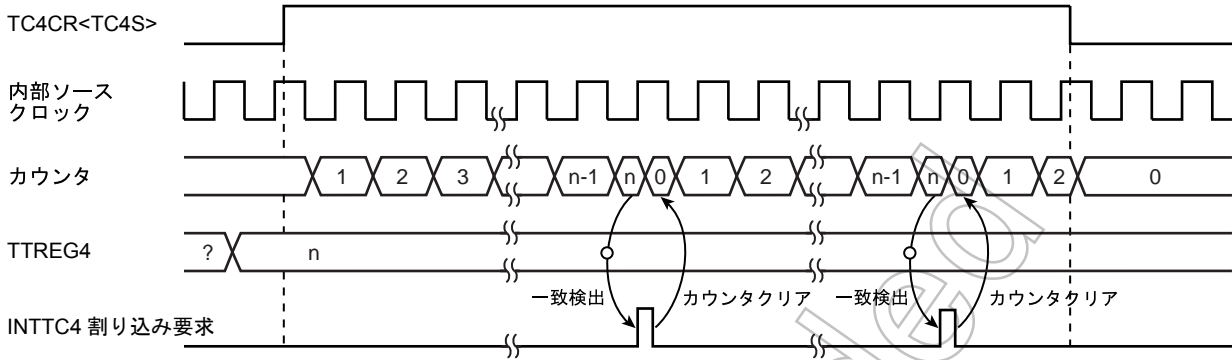 TC4CR<TC4S>
内部ソース
クロック
カウンタ
1 2 3 n-1 n 0 1 2 n-1 n 0 1 2 0
TTREG4
? n
一致検出 カウンタクリア 一致検出 カウンタクリア
INTTC4 割り込み要求